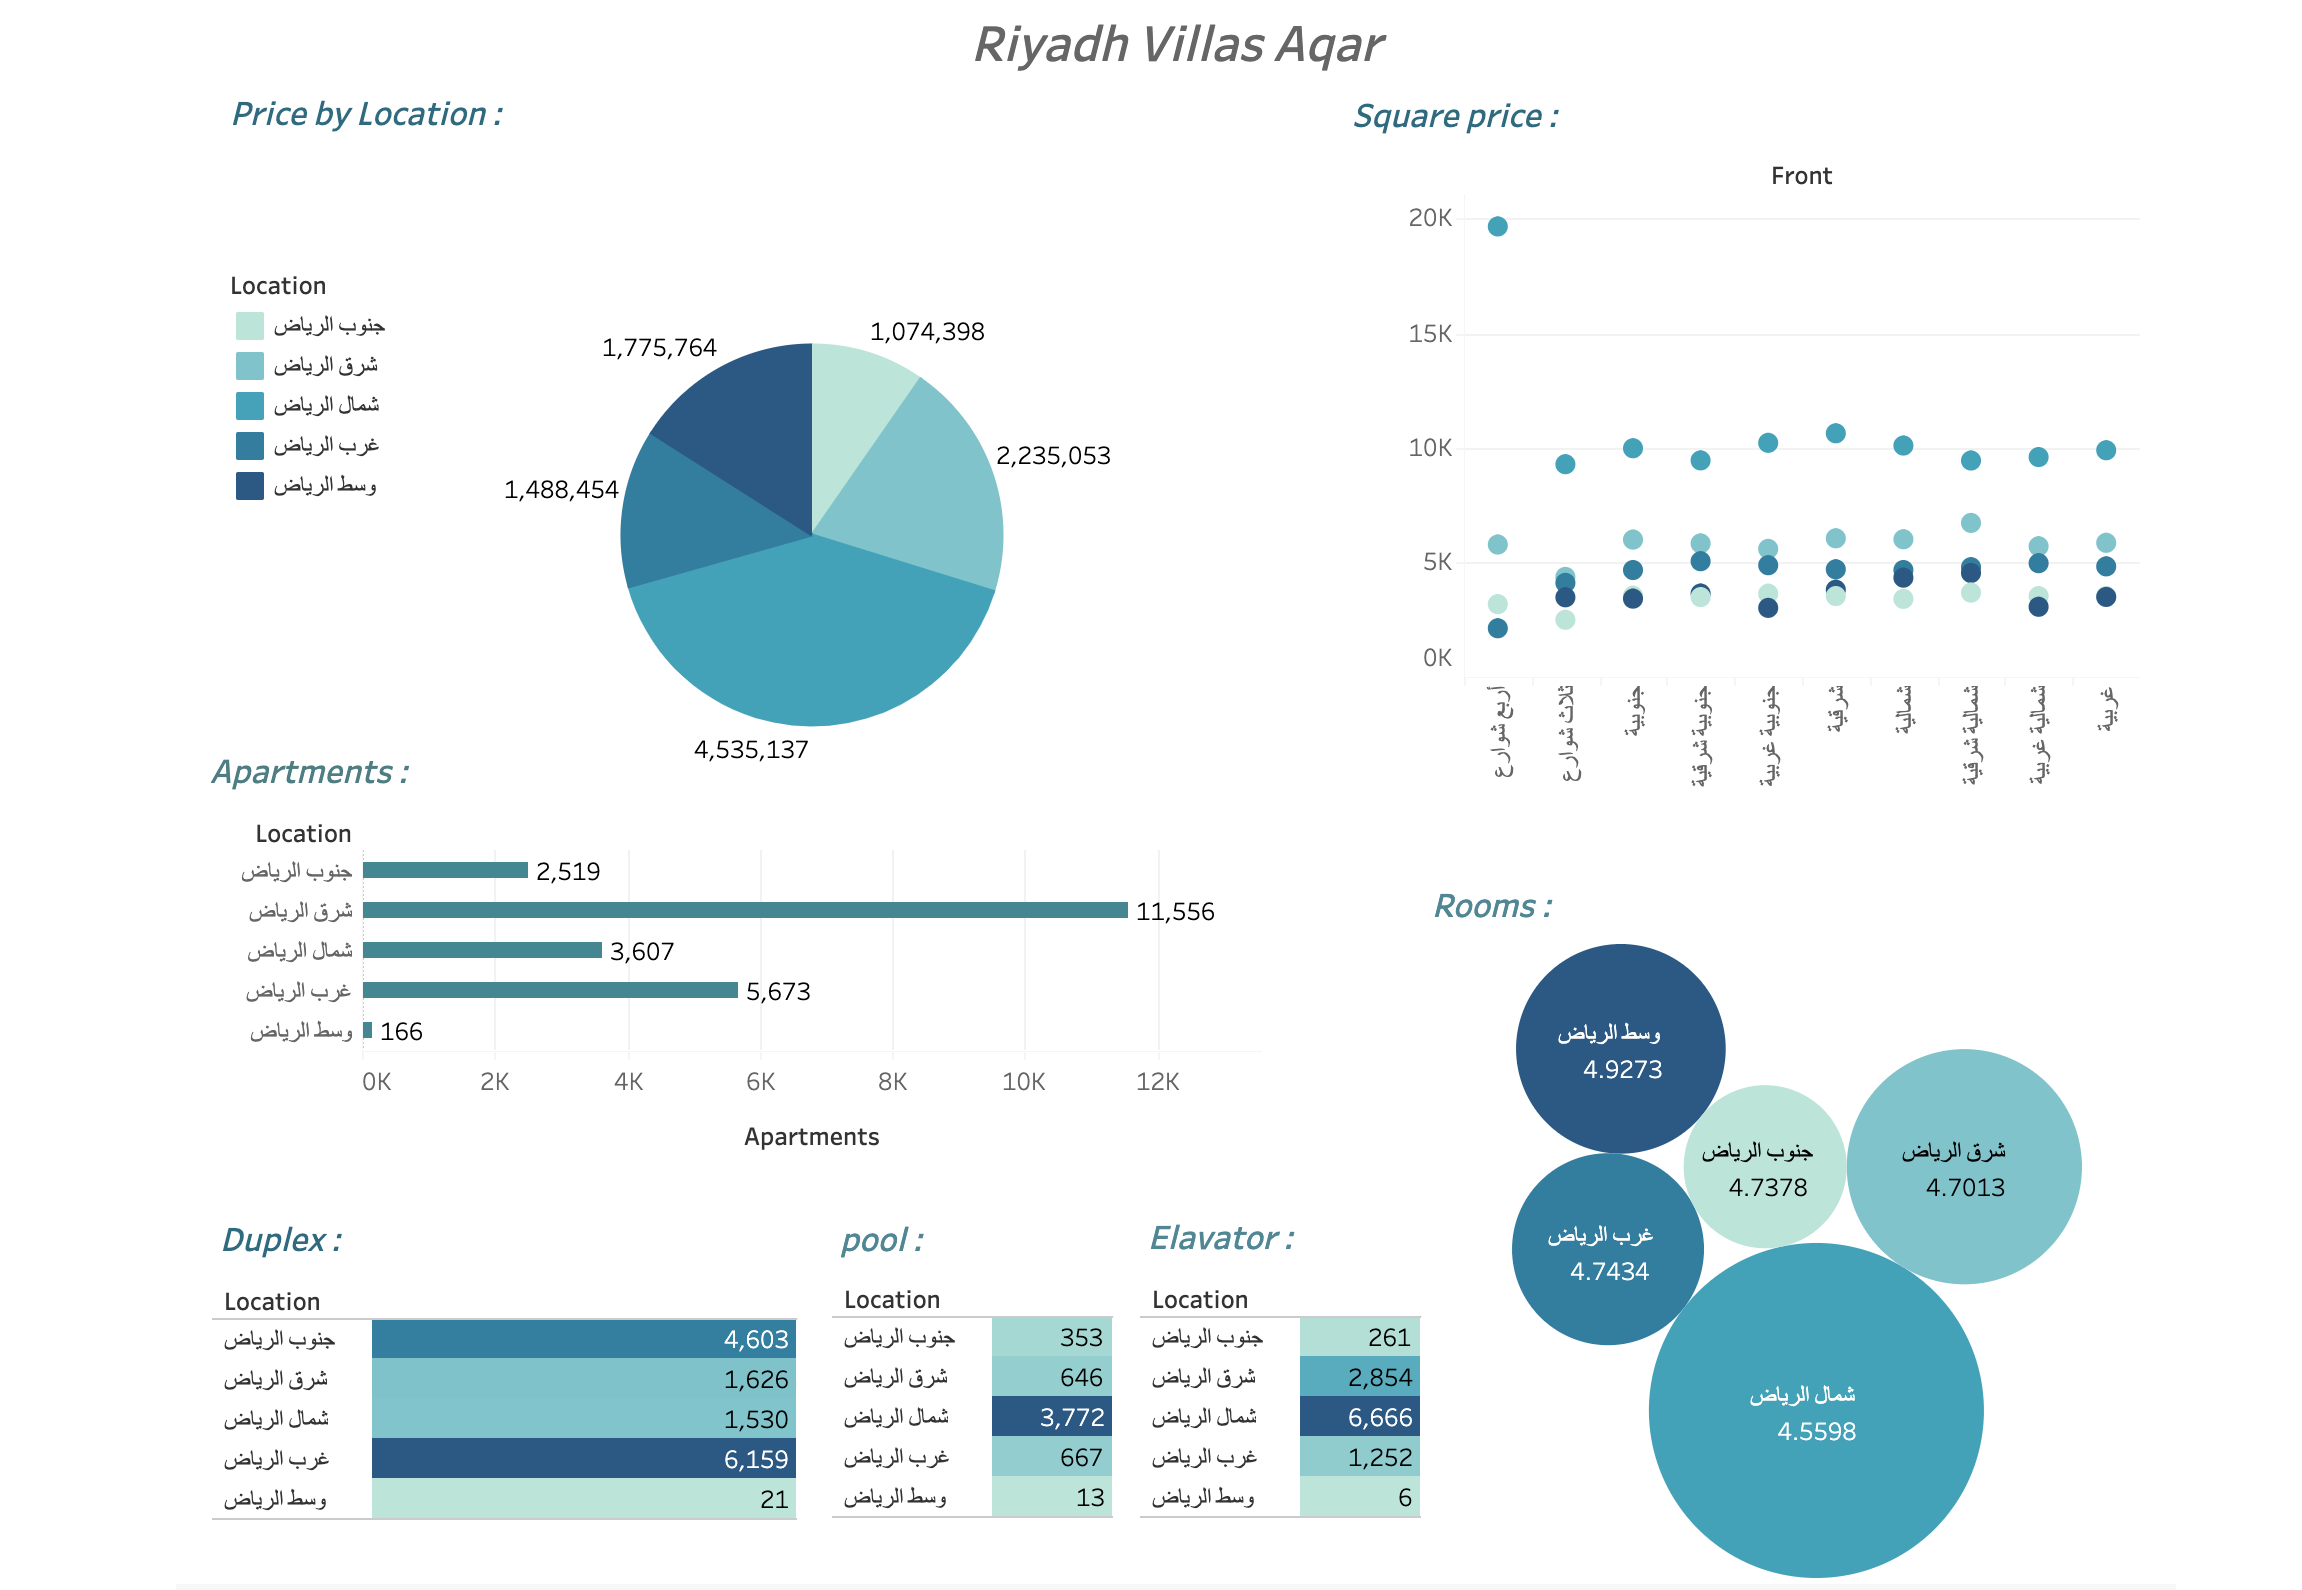 Riyadh Villas Aqar
Price by Location :
Location
جنوب الرياض
شرق الرياض
شمال الرياض
غرب الرياض
وسط الرياض
1,074,398
2,235,053
4,535,137
1,488,454
1,775,764
Square price :
Front
20K
15K
10K
5K
0K
أربع شوارع
ثلاث شوارع
جنوبية
جنوبية شرقية
جنوبية غربية
شرقية
شمالية
شمالية شرقية
شمالية غربية
غربية
Apartments :
Location
جنوب الرياض 2,519
شرق الرياض 11,556
شمال الرياض 3,607
غرب الرياض 5,673
وسط الرياض 166
0K 2K 4K 6K 8K 10K 12K
Apartments
Rooms :
وسط الرياض
4.9273
جنوب الرياض
4.7378
شرق الرياض
4.7013
غرب الرياض
4.7434
شمال الرياض
4.5598
Duplex :
Location
جنوب الرياض 4,603
شرق الرياض 1,626
شمال الرياض 1,530
غرب الرياض 6,159
وسط الرياض 21
pool :
Location
جنوب الرياض 353
شرق الرياض 646
شمال الرياض 3,772
غرب الرياض 667
وسط الرياض 13
Elavator :
Location
جنوب الرياض 261
شرق الرياض 2,854
شمال الرياض 6,666
غرب الرياض 1,252
وسط الرياض 6